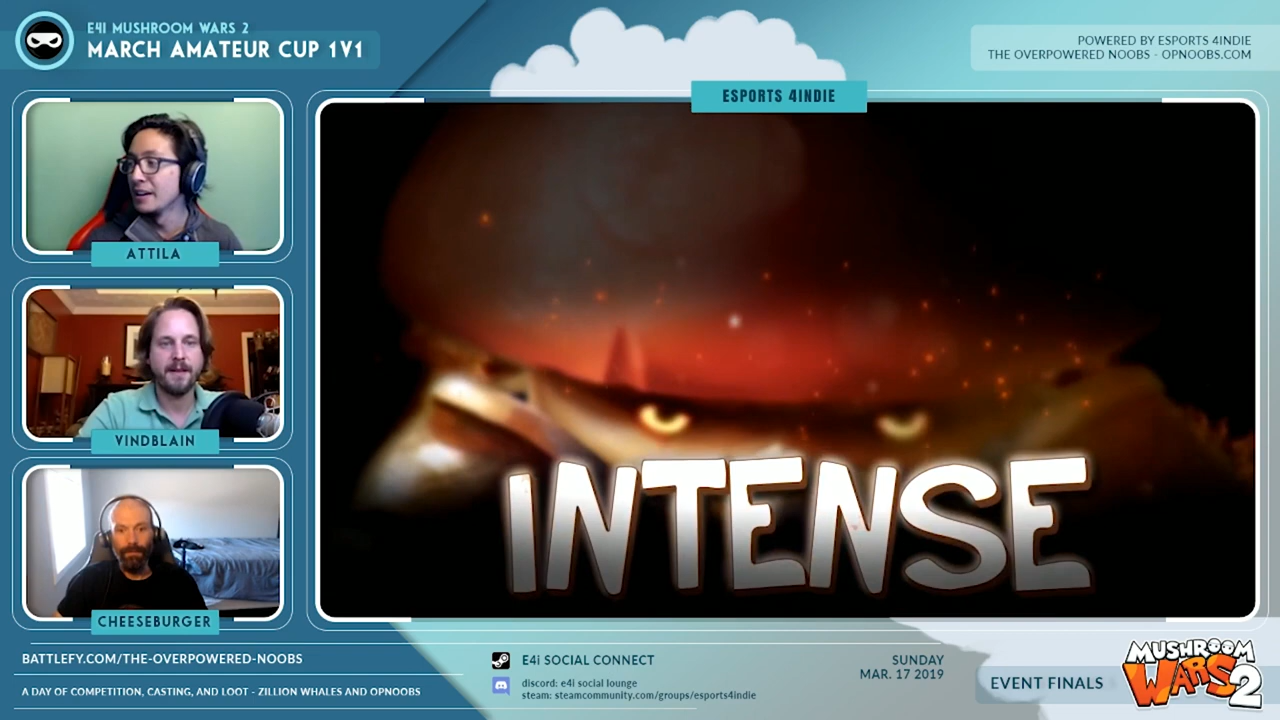 E4I MUSHROOM WARS 2
MARCH AMATEUR CUP 1V1
POWERED BY ESPORTS 4INDIE
THE OVERPOWERED NOOBS - OPNOOBS.COM
ESPORTS 4INDIE
ATTILA
VINDBLAIN
CHEESEBURGER
INTENSE
BATTLEFY.COM/THE-OVERPOWERED-NOOBS
A DAY OF COMPETITION, CASTING, AND LOOT - ZILLION WHALES AND OPNOOBS
E4i SOCIAL CONNECT
discord: e4i social lounge
steam: steamcommunity.com/groups/esports4indie
SUNDAY
MAR. 17 2019
EVENT FINALS
MUSHROOM
WARS 2